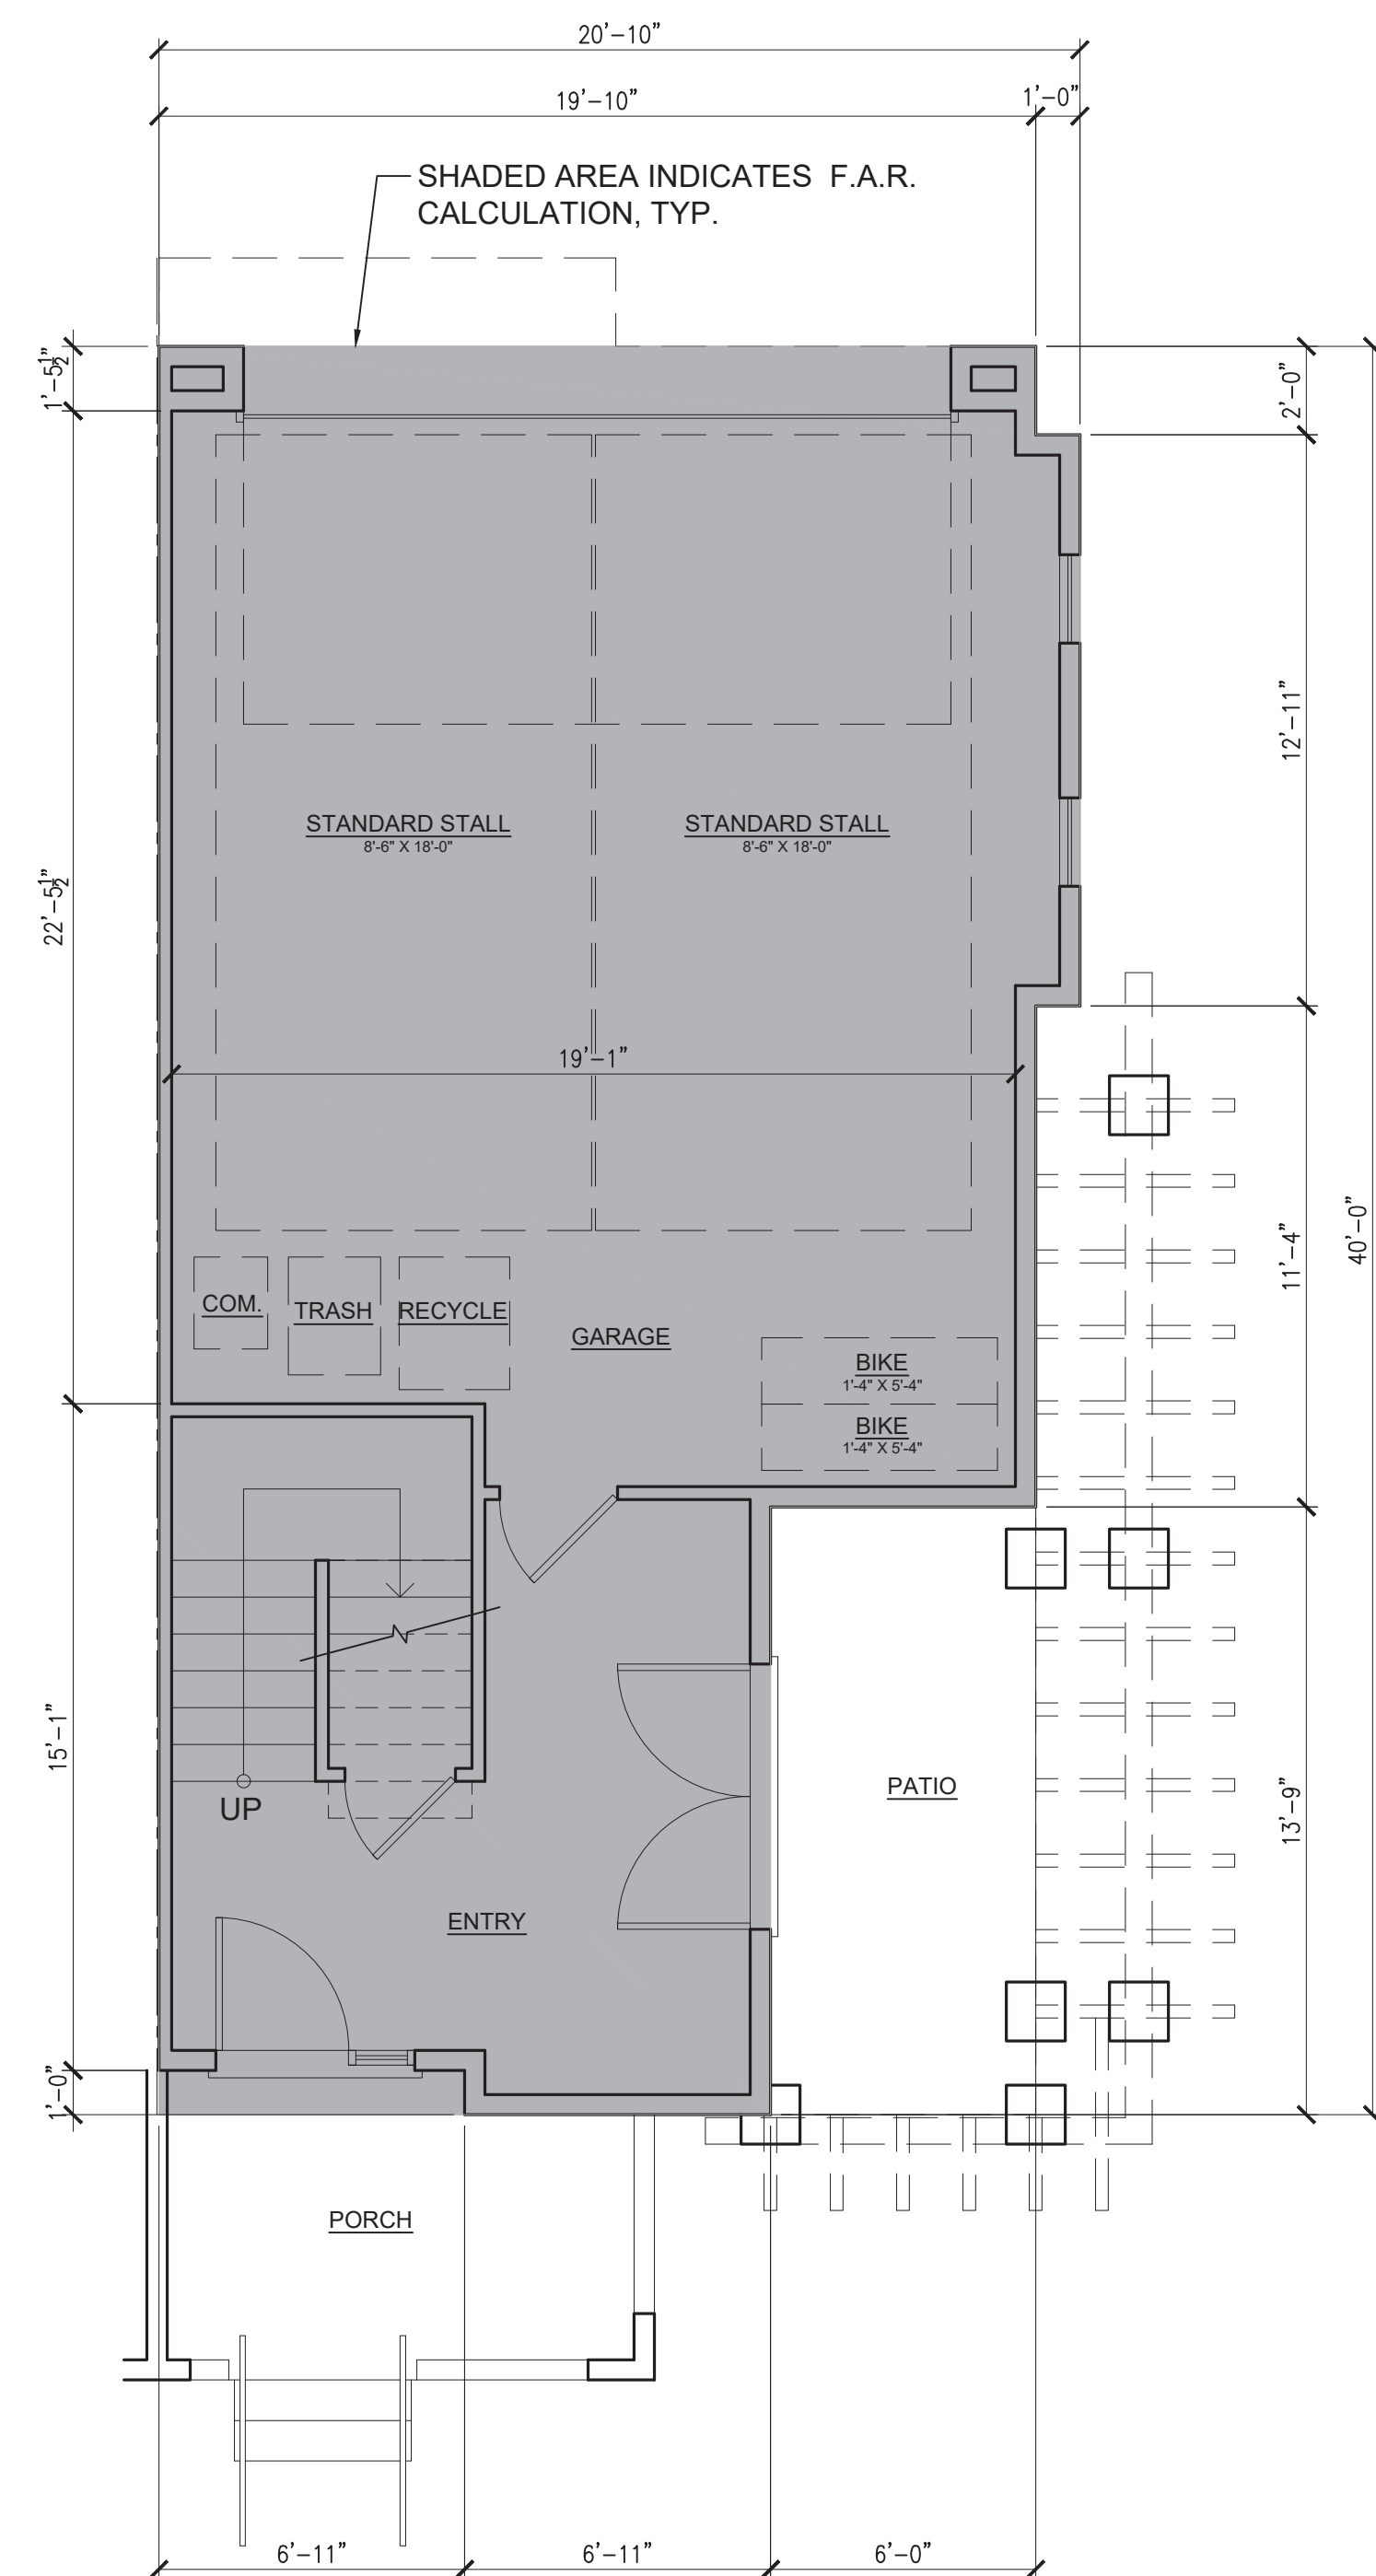 20'-10"
19'-10"
1'-0"
SHADED AREA INDICATES F.A.R.
CALCULATION, TYP.
1'-5½"
2'-0"
12'-11"
STANDARD STALL
8'-6" X 18'-0"
STANDARD STALL
8'-6" X 18'-0"
22'-5½"
19'-1"
11'-4"
40'-0"
COM.
TRASH
RECYCLE
GARAGE
BIKE
1'-4" X 5'-4"
BIKE
1'-4" X 5'-4"
15'-1"
UP
PATIO
13'-9"
ENTRY
1'-0"
PORCH
6'-11"
6'-11"
6'-0"